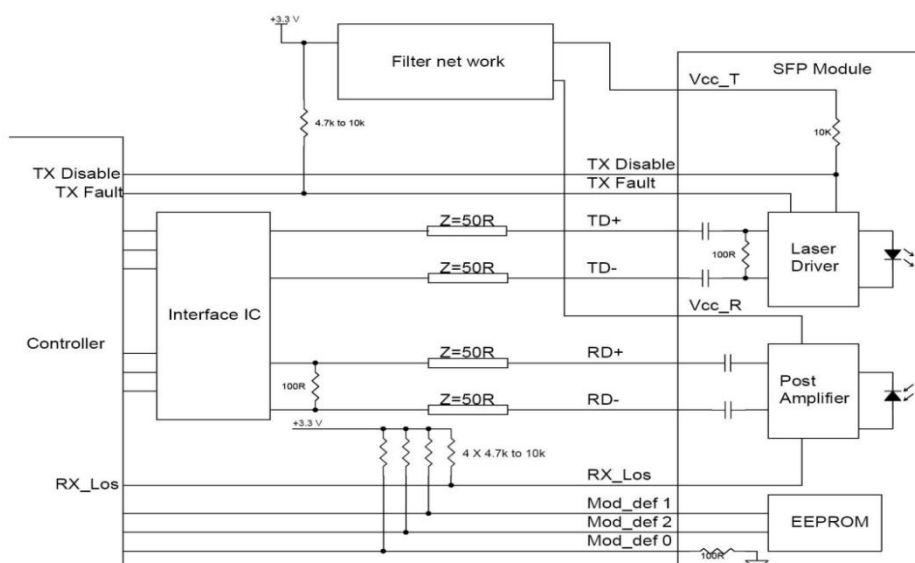 +3.3 V
Filter net work
SFP Module
Vcc_T
4.7k to 10k
10K
TX Disable
TX Disable
TX Fault
TX Fault
Z=50R
TD+
Laser
Driver
100R
Z=50R
TD-
Vcc_R
Interface IC
Controller
Z=50R
RD+
Post
Amplifier
100R
Z=50R
RD-
+3.3 V
4 X 4.7k to 10k
RX_Los
RX_Los
Mod_def 1
Mod_def 2
EEPROM
Mod_def 0
100R